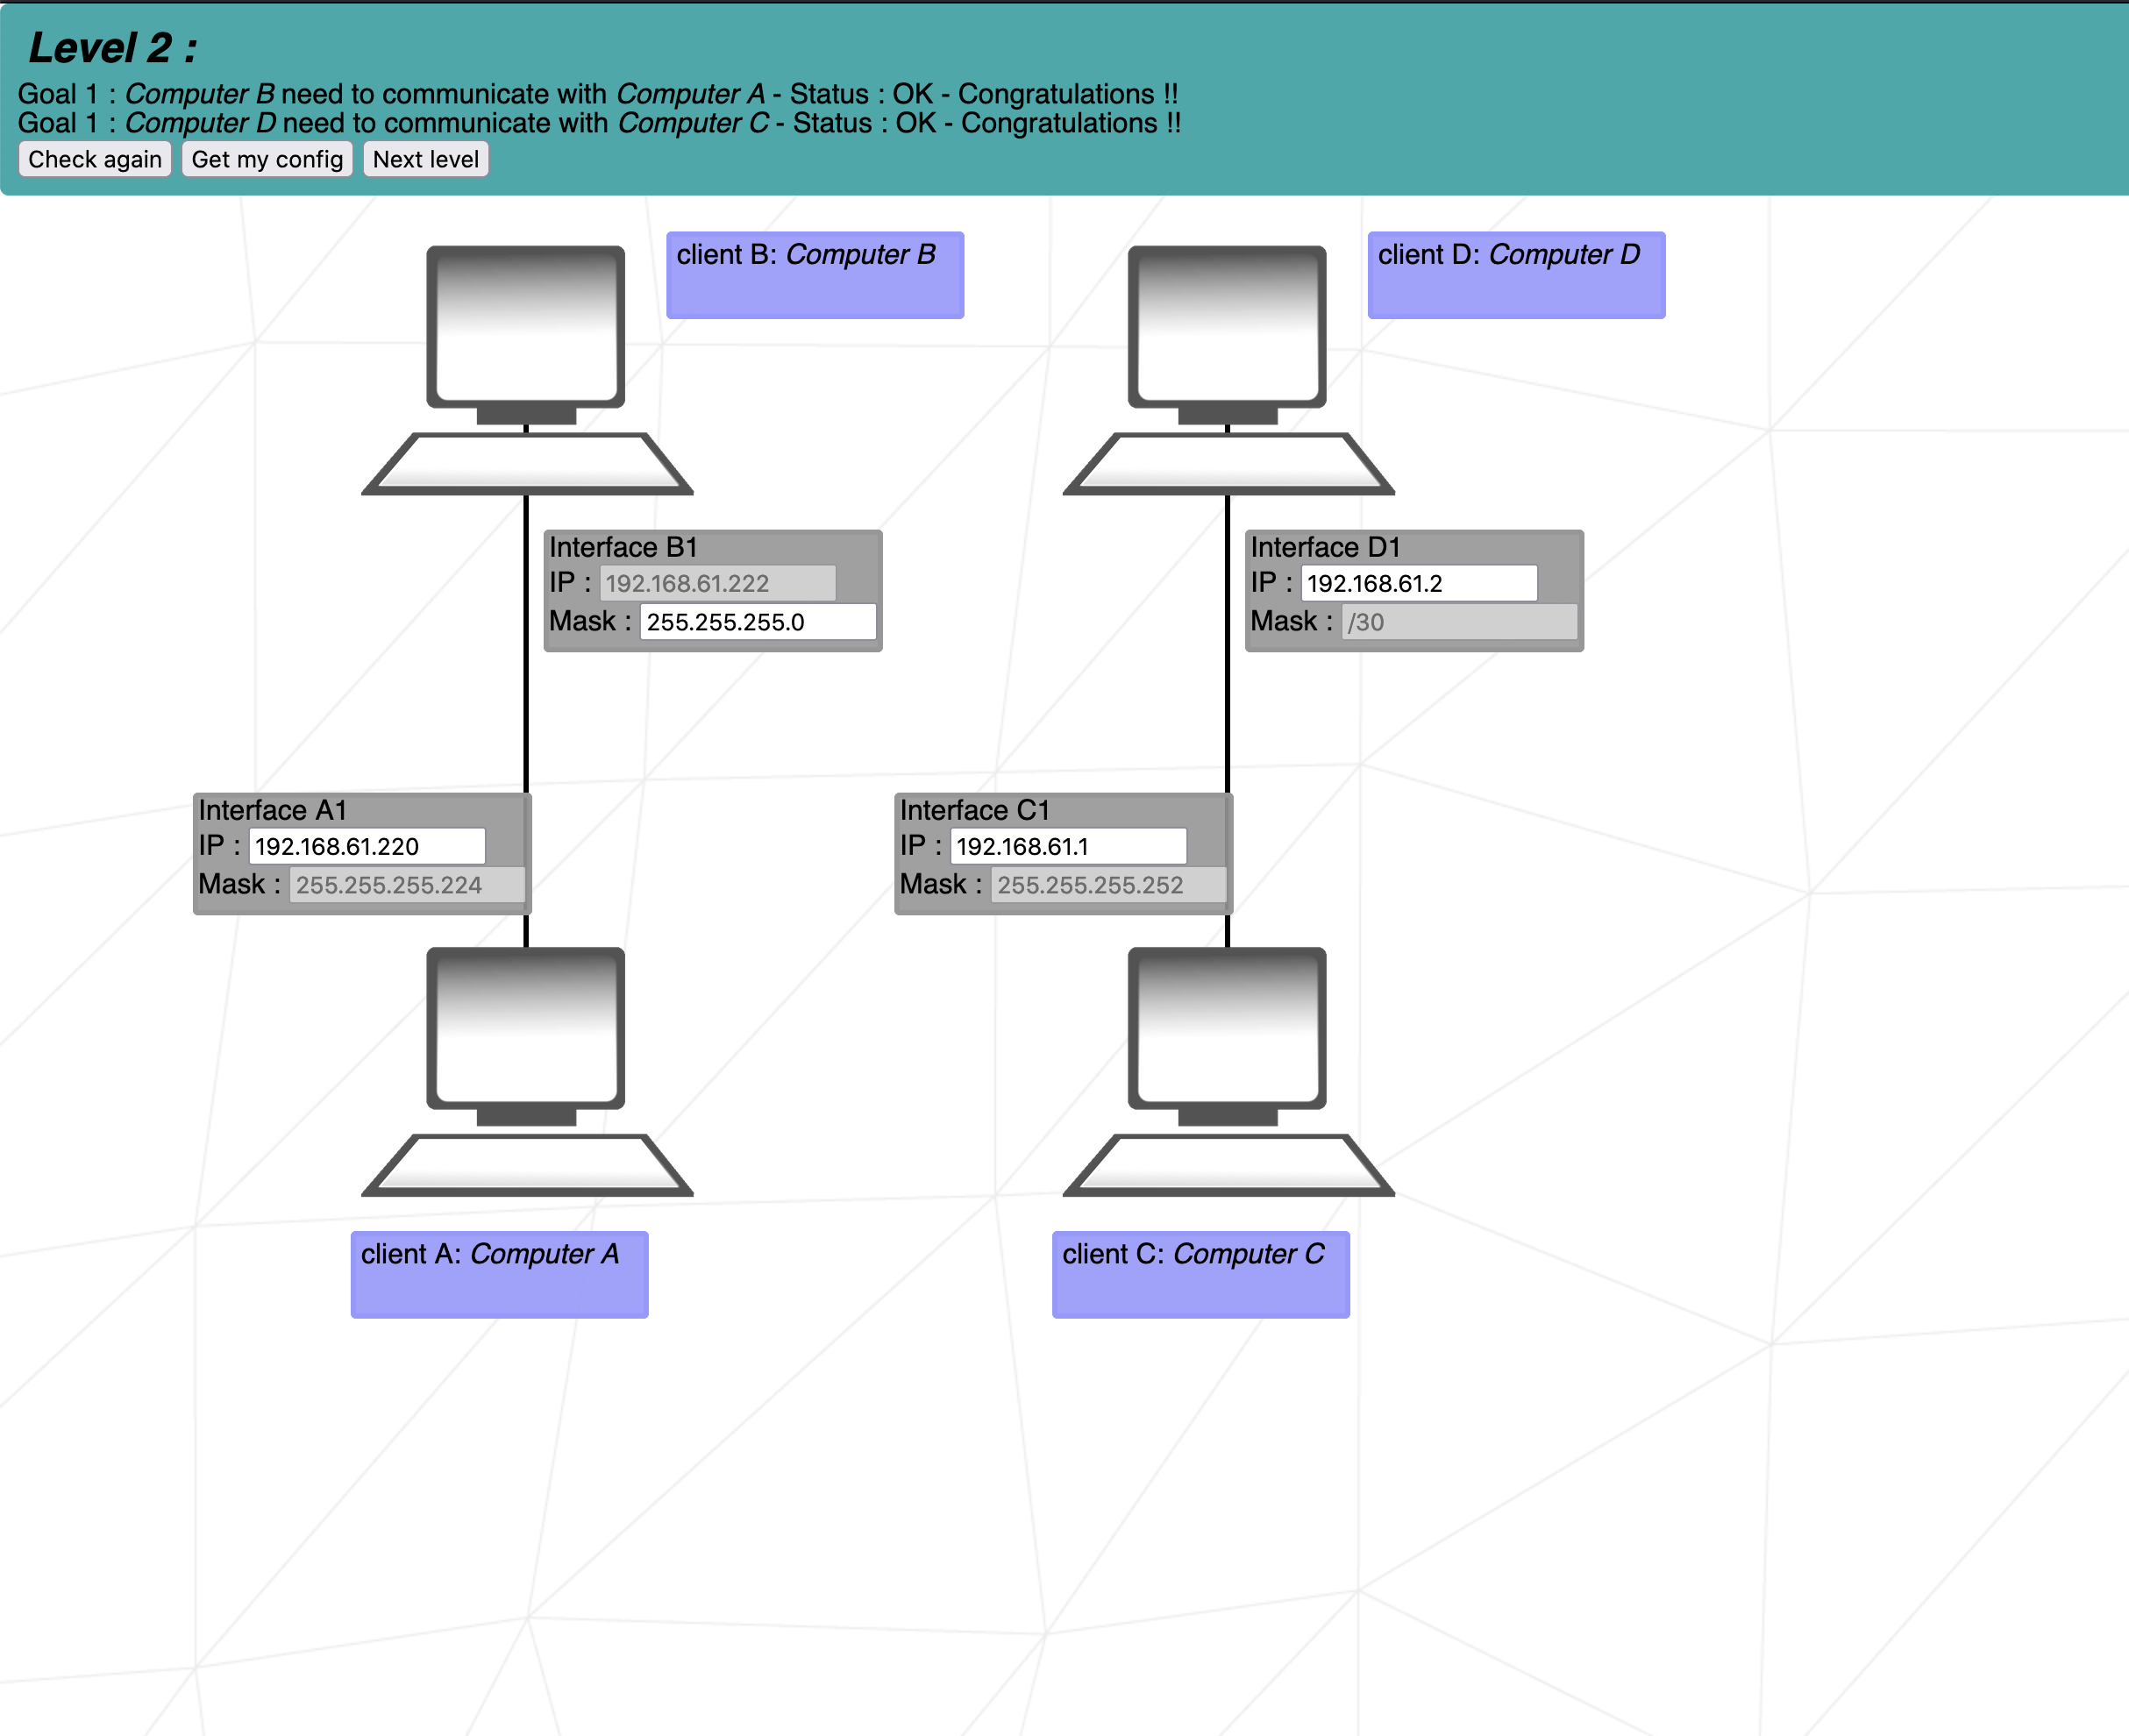 Level 2 :
Goal 1 : Computer B need to communicate with Computer A - Status : OK - Congratulations !!
Goal 1 : Computer D need to communicate with Computer C - Status : OK - Congratulations !!
Check again Get my config Next level
client B: Computer B
client D: Computer D
Interface B1
IP : 192.168.61.222
Mask : 255.255.255.0
Interface D1
IP : 192.168.61.2
Mask : /30
Interface A1
IP : 192.168.61.220
Mask : 255.255.255.224
Interface C1
IP : 192.168.61.1
Mask : 255.255.255.252
client A: Computer A
client C: Computer C